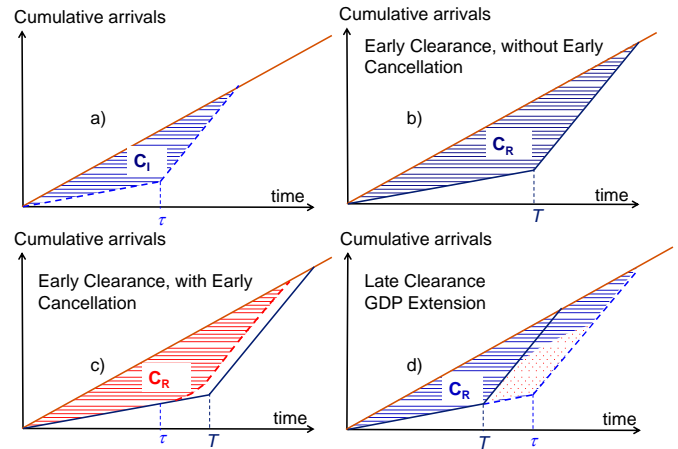 Cumulative arrivals
a)
C_I
time
τ
Cumulative arrivals
Early Clearance, without Early
Cancellation
b)
C_R
time
T
Cumulative arrivals
Early Clearance, with Early
Cancellation
c)
C_R
time
τ
T
Cumulative arrivals
Late Clearance
GDP Extension
d)
C_R
time
T
τ